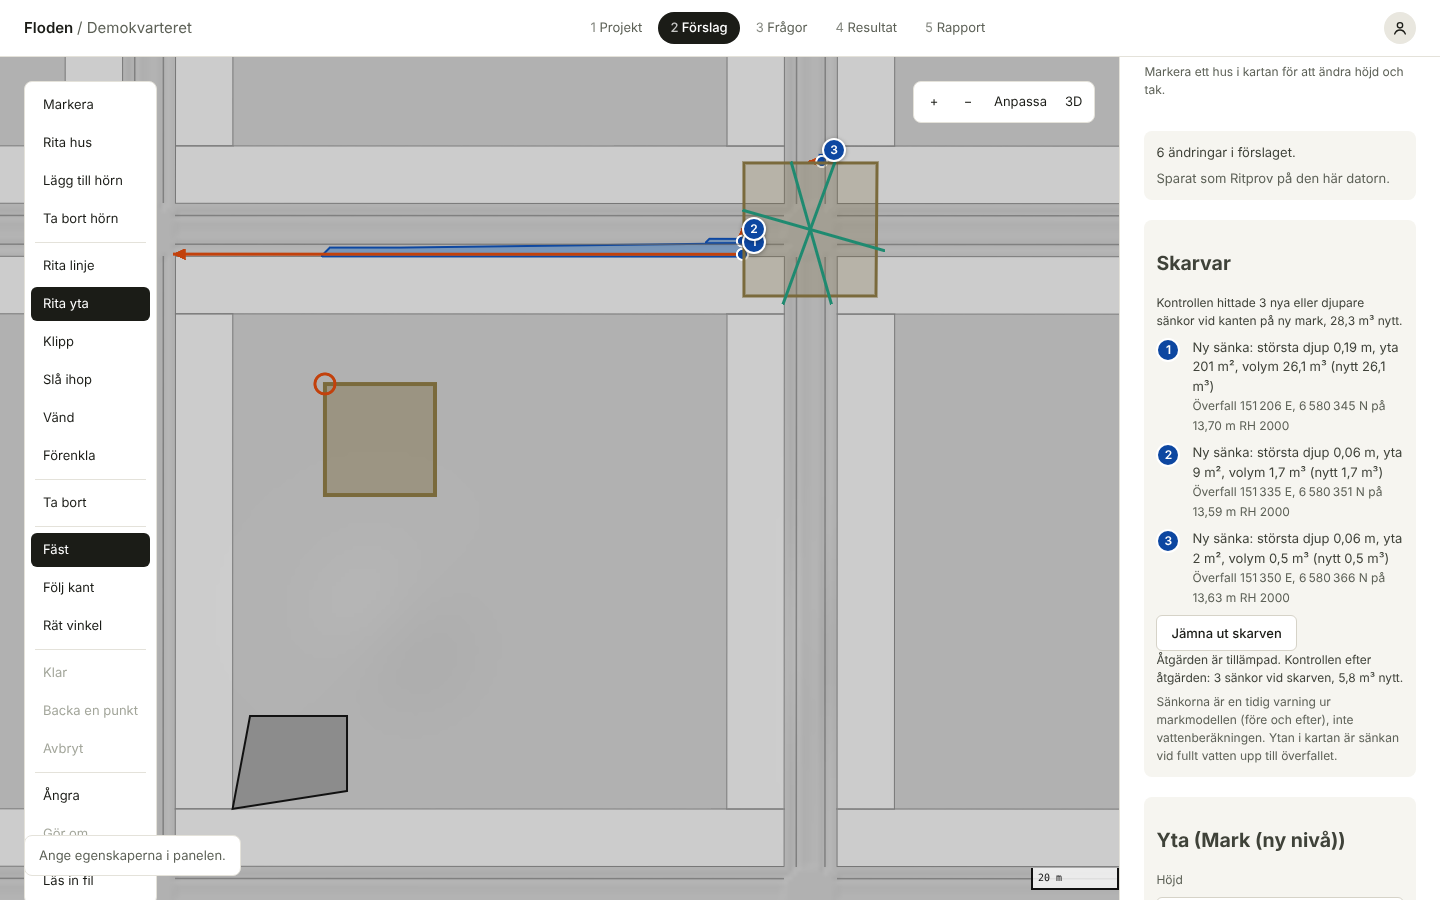 Floden / Demokvarteret
1 Projekt
2 Förslag
3 Frågor
4 Resultat
5 Rapport
Markera
Rita hus
Lägg till hörn
Ta bort hörn
Rita linje
Rita yta
Klipp
Slå ihop
Vänd
Förenkla
Ta bort
Fäst
Följ kant
Rät vinkel
Klar
Backa en punkt
Avbryt
Ångra
Gör om
Ange egenskaperna i panelen.
Läs in fil
+
−
Anpassa
3D
3
2
1
20 m
Markera ett hus i kartan för att ändra höjd och
tak.
6 ändringar i förslaget.
Sparat som Ritprov på den här datorn.
Skarvar
Kontrollen hittade 3 nya eller djupare
sänkor vid kanten på ny mark, 28,3 m³ nytt.
1
Ny sänka: största djup 0,19 m, yta
201 m², volym 26,1 m³ (nytt 26,1
m³)
Överfall 151 206 E, 6 580 345 N på
13,70 m RH 2000
2
Ny sänka: största djup 0,06 m, yta
9 m², volym 1,7 m³ (nytt 1,7 m³)
Överfall 151 335 E, 6 580 351 N på
13,59 m RH 2000
3
Ny sänka: största djup 0,06 m, yta
2 m², volym 0,5 m³ (nytt 0,5 m³)
Överfall 151 350 E, 6 580 366 N på
13,63 m RH 2000
Jämna ut skarven
Åtgärden är tillämpad. Kontrollen efter
åtgärden: 3 sänkor vid skarven, 5,8 m³ nytt.
Sänkorna är en tidig varning ur
markmodellen (före och efter), inte
vattenberäkningen. Ytan i kartan är sänkan
vid fullt vatten upp till överfallet.
Yta (Mark (ny nivå))
Höjd